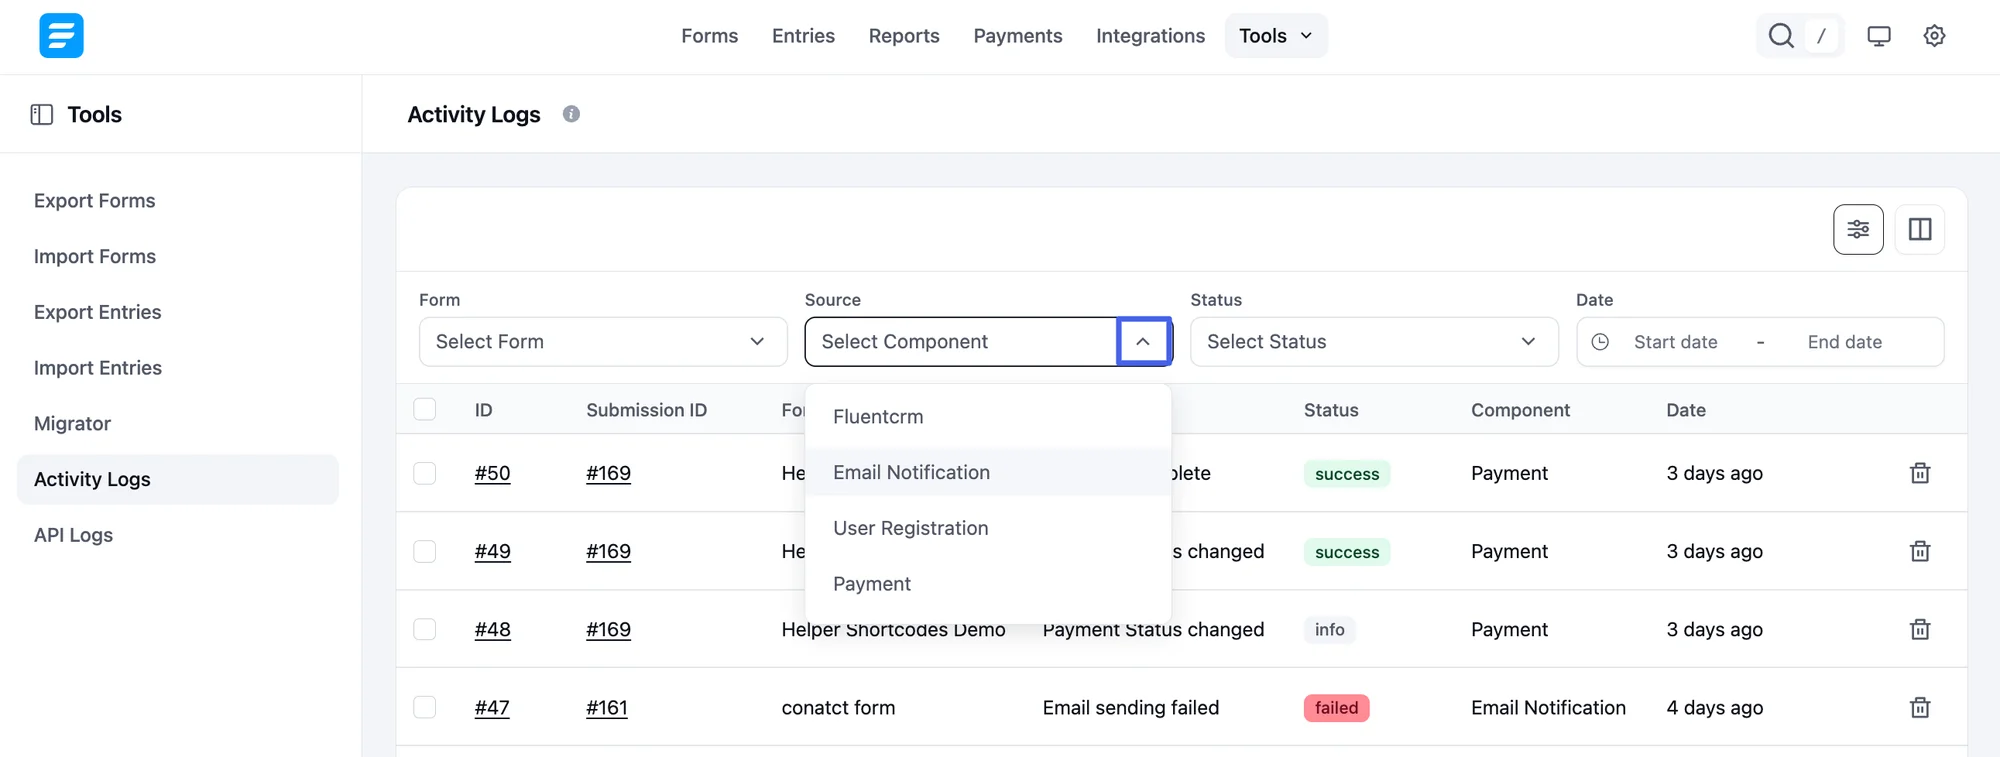 Forms Entries Reports Payments Integrations Tools /
Tools
Activity Logs
Export Forms
Import Forms
Export Entries
Import Entries
Migrator
Activity Logs
API Logs
Form Source Status Date
Select Form Select Component Select Status Start date - End date
Fluentcrm
Email Notification
User Registration
Payment
ID Submission ID Status Component Date
#50 #169 success Payment 3 days ago
#49 #169 changed success Payment 3 days ago
#48 #169 Helper Shortcodes Demo Payment Status changed info Payment 3 days ago
#47 #161 conatct form Email sending failed failed Email Notification 4 days ago